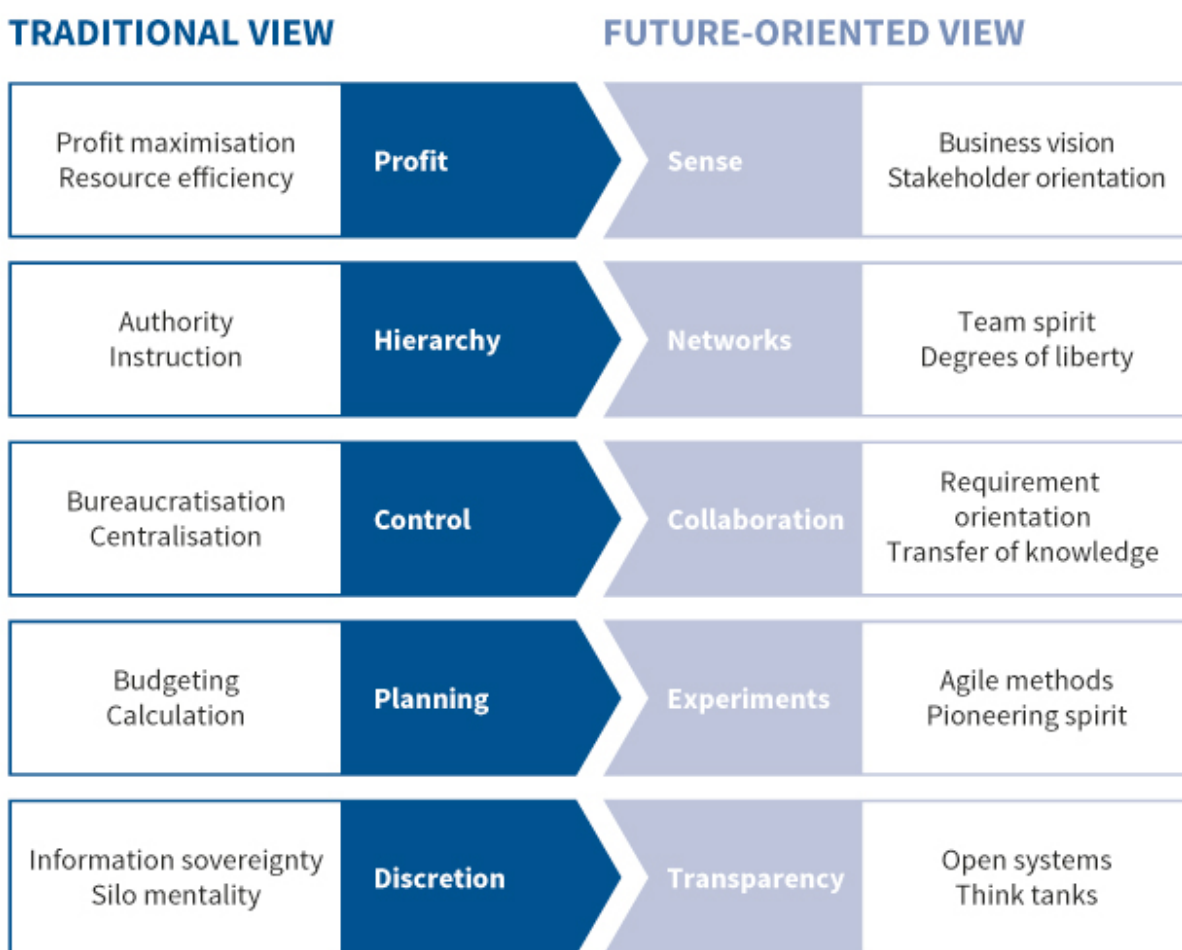 TRADITIONAL VIEW
FUTURE-ORIENTED VIEW
Profit maximisation
Resource efficiency
Profit
Sense
Business vision
Stakeholder orientation
Authority
Instruction
Hierarchy
Networks
Team spirit
Degrees of liberty
Bureaucratisation
Centralisation
Control
Collaboration
Requirement
orientation
Transfer of knowledge
Budgeting
Calculation
Planning
Experiments
Agile methods
Pioneering spirit
Information sovereignty
Silo mentality
Discretion
Transparency
Open systems
Think tanks